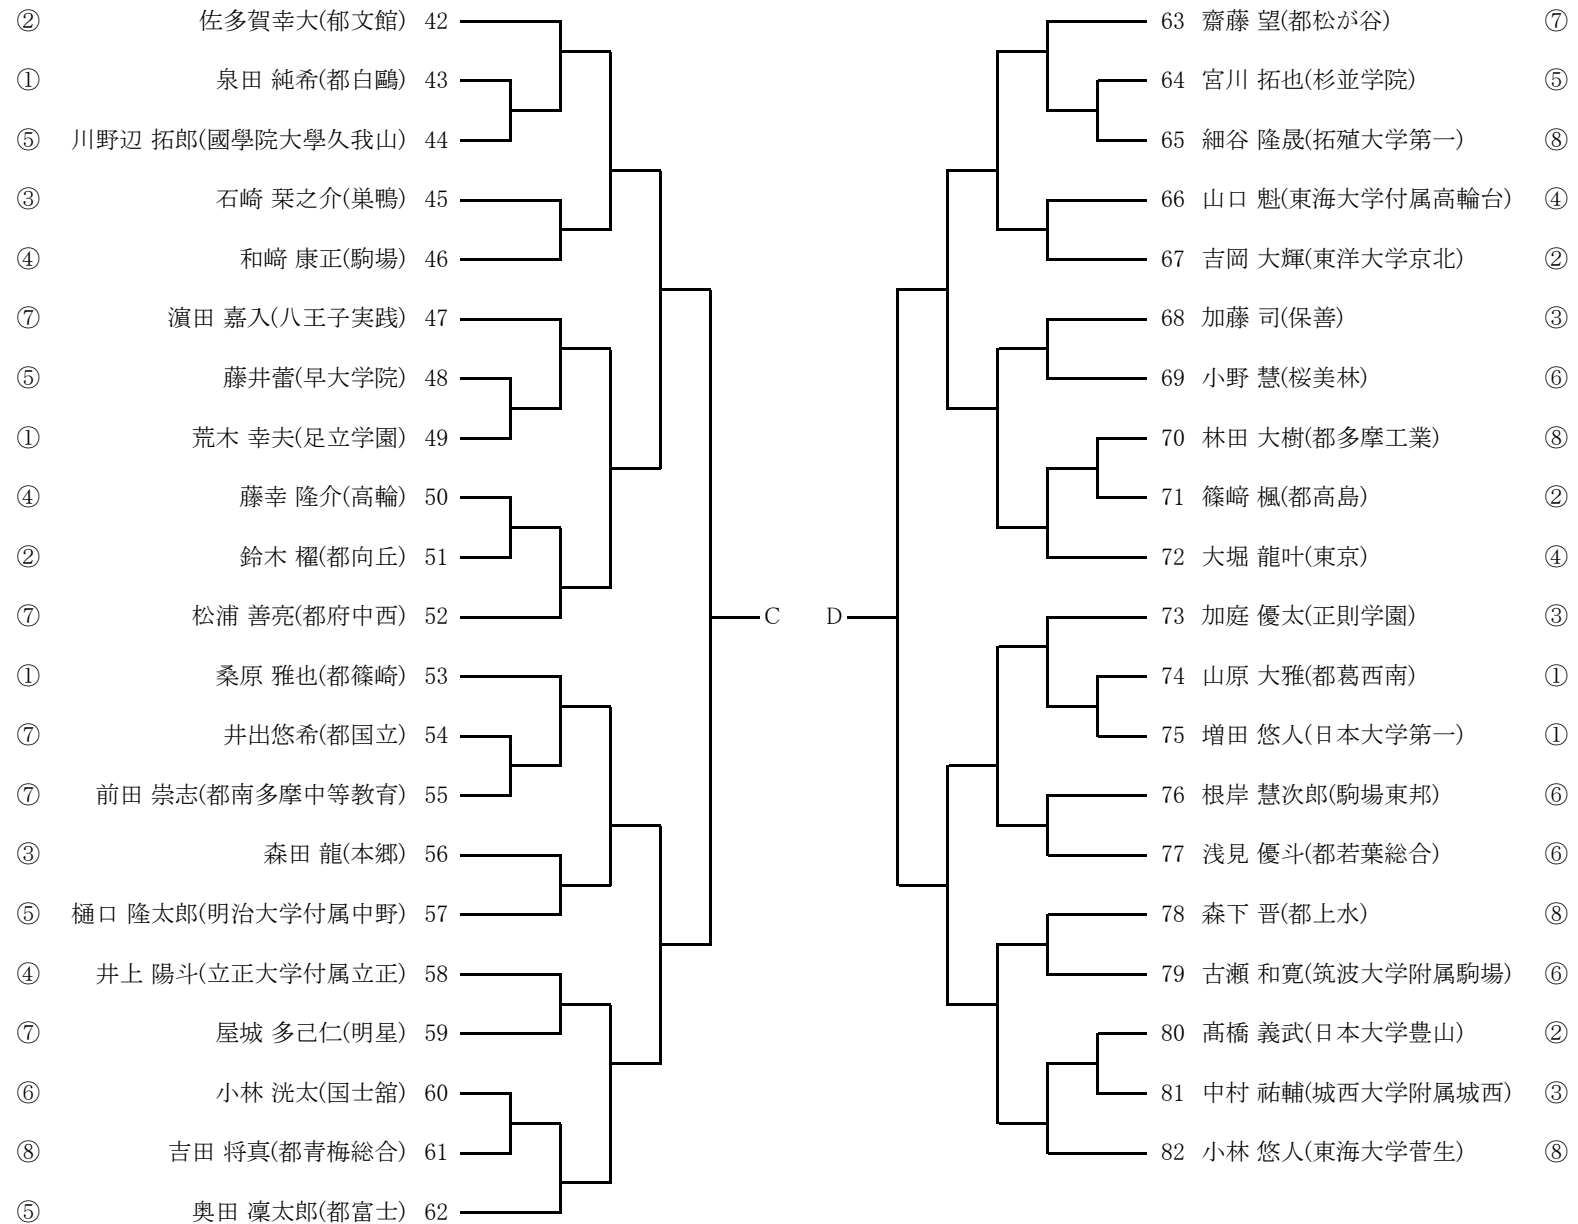 ② 佐多賀幸大(郁文館) 42
① 泉田 純希(都白鷗) 43
⑤ 川野辺 拓郎(國學院大學久我山) 44
③ 石崎 栞之介(巣鴨) 45
④ 和﨑 康正(駒場) 46
⑦ 濵田 嘉入(八王子実践) 47
⑤ 藤井蕾(早大学院) 48
① 荒木 幸夫(足立学園) 49
④ 藤幸 隆介(高輪) 50
② 鈴木 櫂(都向丘) 51
⑦ 松浦 善亮(都府中西) 52
① 桑原 雅也(都篠崎) 53
⑦ 井出悠希(都国立) 54
⑦ 前田 崇志(都南多摩中等教育) 55
③ 森田 龍(本郷) 56
⑤ 樋口 隆太郎(明治大学付属中野) 57
④ 井上 陽斗(立正大学付属立正) 58
⑦ 屋城 多己仁(明星) 59
⑥ 小林 洸太(国士舘) 60
⑧ 吉田 将真(都青梅総合) 61
⑤ 奥田 凜太郎(都富士) 62
C
D
63 齋藤 望(都松が谷) ⑦
64 宮川 拓也(杉並学院) ⑤
65 細谷 隆晟(拓殖大学第一) ⑧
66 山口 魁(東海大学付属高輪台) ④
67 吉岡 大輝(東洋大学京北) ②
68 加藤 司(保善) ③
69 小野 慧(桜美林) ⑥
70 林田 大樹(都多摩工業) ⑧
71 篠﨑 楓(都高島) ②
72 大堀 龍叶(東京) ④
73 加庭 優太(正則学園) ③
74 山原 大雅(都葛西南) ①
75 増田 悠人(日本大学第一) ①
76 根岸 慧次郎(駒場東邦) ⑥
77 浅見 優斗(都若葉総合) ⑥
78 森下 晋(都上水) ⑧
79 古瀬 和寛(筑波大学附属駒場) ⑥
80 髙橋 義武(日本大学豊山) ②
81 中村 祐輔(城西大学附属城西) ③
82 小林 悠人(東海大学菅生) ⑧